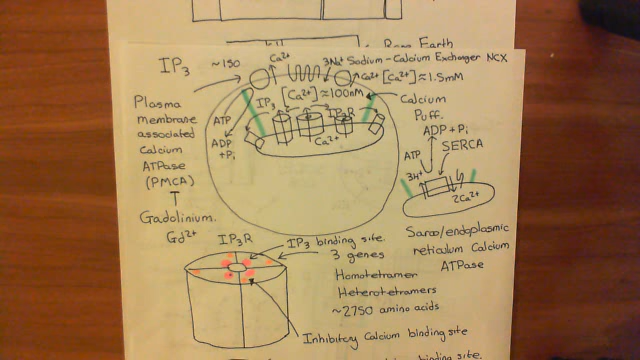 Rare Earth
IP3
~150
Ca2+
3Na+
Sodium-Calcium Exchanger NCX
Ca2+
[Ca2+]≈1.5mM
[Ca2+]≈100nM
Plasma
membrane
associated
calcium
ATPase
(PMCA)
Gadolinium
Gd2+
ATP
ADP
+Pi
IP3
IP3R
Ca2+
Calcium
Puff.
ADP+Pi
SERCA
ATP
3H+
2Ca2+
Sarco/endoplasmic
reticulum Calcium
ATPase
IP3R
IP3 binding site.
3 genes
Homotetramer
Heterotetramers
~2750 amino acids
Inhibitory Calcium binding site
binding site.